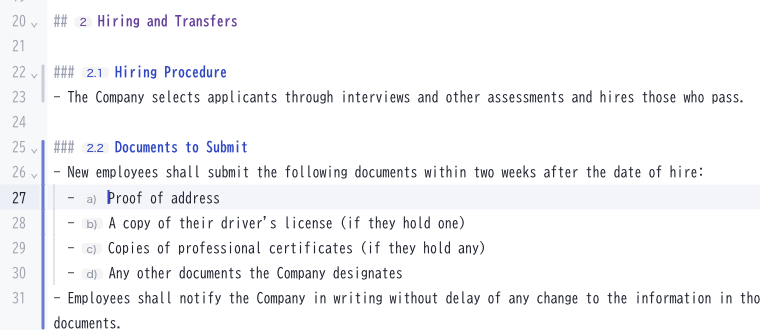 20 ## 2 Hiring and Transfers
21
22 ### 2.1 Hiring Procedure
23 - The Company selects applicants through interviews and other assessments and hires those who pass.
24
25 ### 2.2 Documents to Submit
26 - New employees shall submit the following documents within two weeks after the date of hire:
27 - a) Proof of address
28 - b) A copy of their driver's license (if they hold one)
29 - c) Copies of professional certificates (if they hold any)
30 - d) Any other documents the Company designates
31 - Employees shall notify the Company in writing without delay of any change to the information in tho
documents.